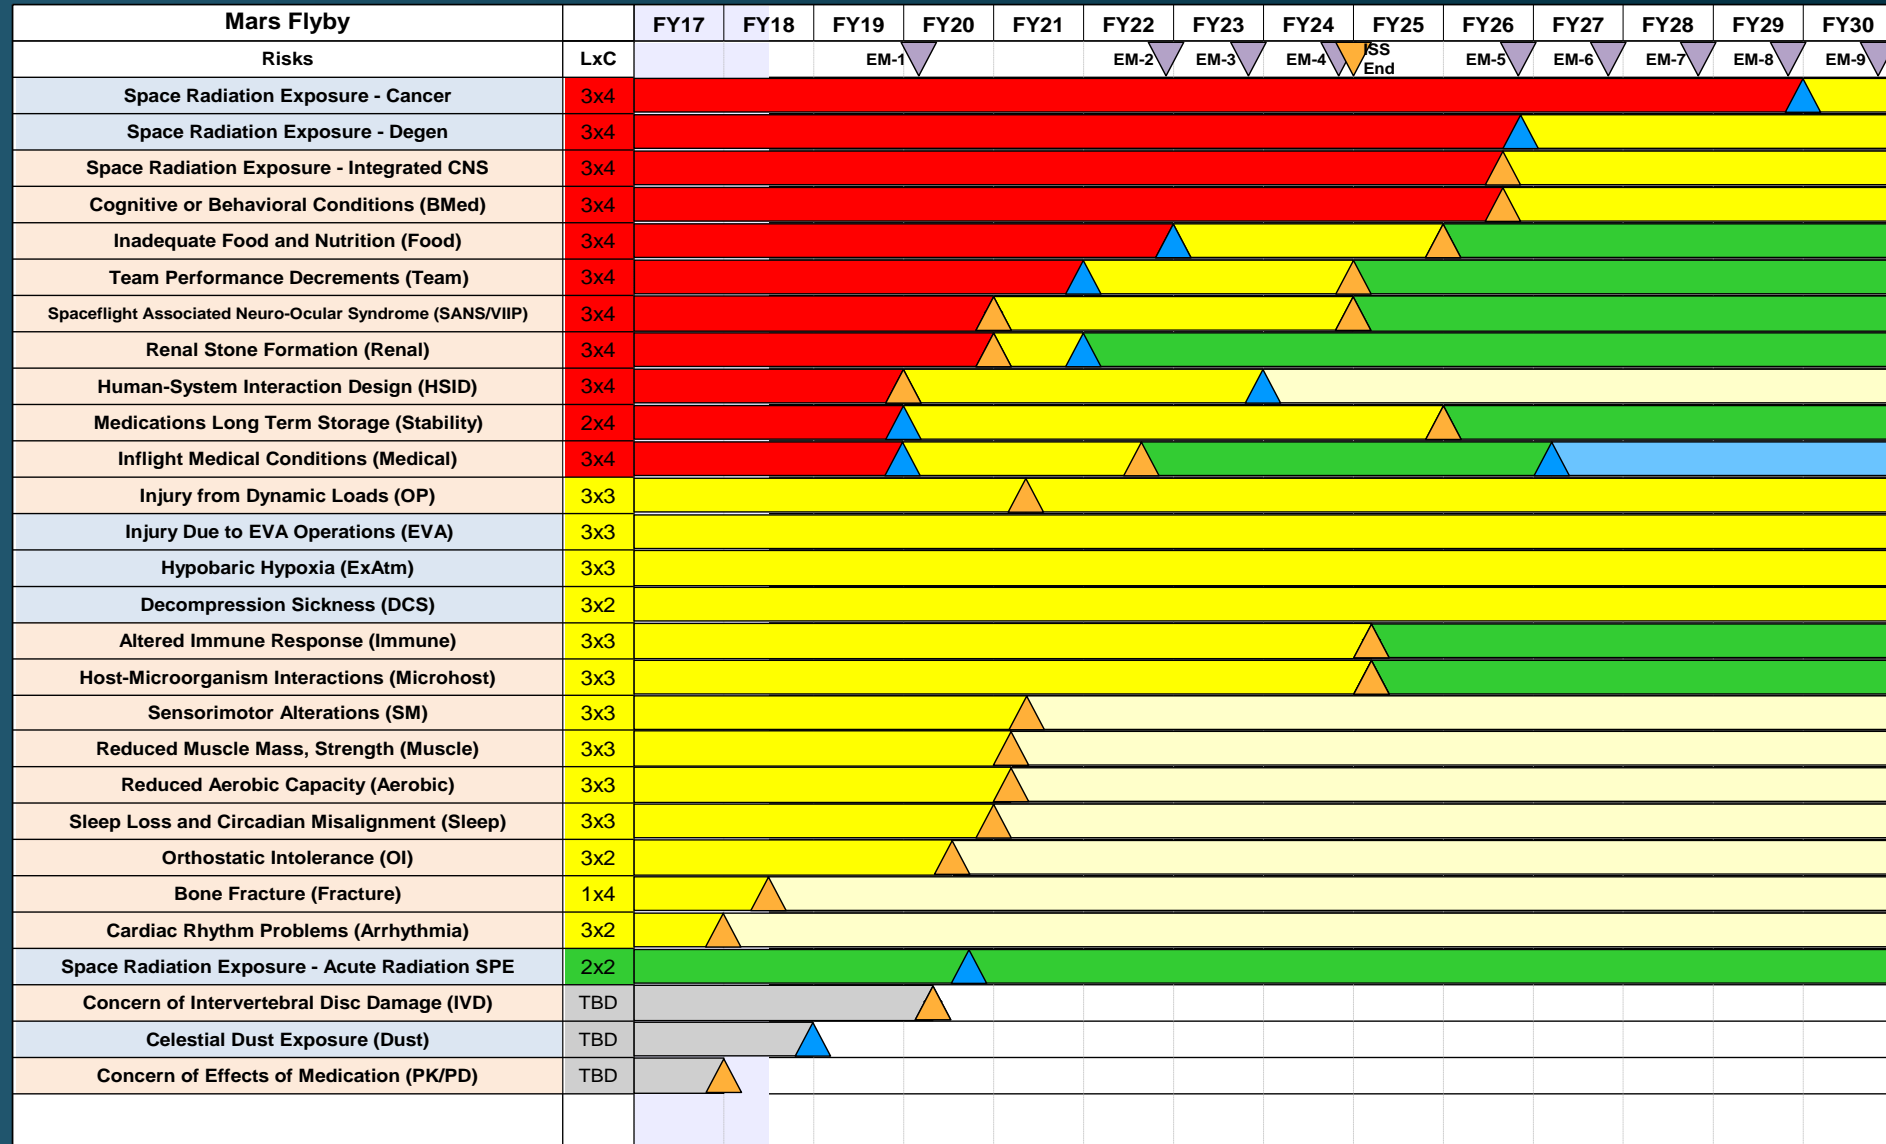 Mars Flyby FY17 FY18 FY19 FY20 FY21 FY22 FY23 FY24 FY25 FY26 FY27 FY28 FY29 FY30
Risks LxC EM-1 EM-2 EM-3 EM-4 ISS End EM-5 EM-6 EM-7 EM-8 EM-9
Space Radiation Exposure - Cancer 3x4
Space Radiation Exposure - Degen 3x4
Space Radiation Exposure - Integrated CNS 3x4
Cognitive or Behavioral Conditions (BMed) 3x4
Inadequate Food and Nutrition (Food) 3x4
Team Performance Decrements (Team) 3x4
Spaceflight Associated Neuro-Ocular Syndrome (SANS/VIIP) 3x4
Renal Stone Formation (Renal) 3x4
Human-System Interaction Design (HSID) 3x4
Medications Long Term Storage (Stability) 2x4
Inflight Medical Conditions (Medical) 3x4
Injury from Dynamic Loads (OP) 3x3
Injury Due to EVA Operations (EVA) 3x3
Hypobaric Hypoxia (ExAtm) 3x3
Decompression Sickness (DCS) 3x2
Altered Immune Response (Immune) 3x3
Host-Microorganism Interactions (Microhost) 3x3
Sensorimotor Alterations (SM) 3x3
Reduced Muscle Mass, Strength (Muscle) 3x3
Reduced Aerobic Capacity (Aerobic) 3x3
Sleep Loss and Circadian Misalignment (Sleep) 3x3
Orthostatic Intolerance (OI) 3x2
Bone Fracture (Fracture) 1x4
Cardiac Rhythm Problems (Arrhythmia) 3x2
Space Radiation Exposure - Acute Radiation SPE 2x2
Concern of Intervertebral Disc Damage (IVD) TBD
Celestial Dust Exposure (Dust) TBD
Concern of Effects of Medication (PK/PD) TBD